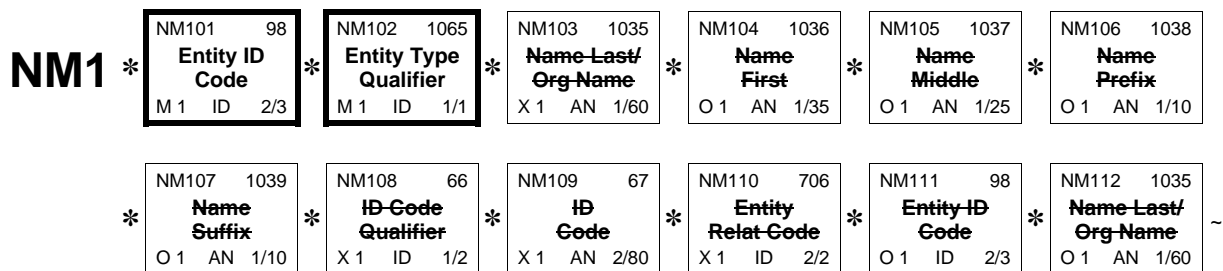 NM101 98 NM102 1065 NM103 1035 NM104 1036 NM105 1037 NM106 1038
NM1 * Entity ID * Entity Type * Name Last/ * Name * Name * Name
Code Qualifier Org Name First Middle Prefix
M 1 ID 2/3 M 1 ID 1/1 X 1 AN 1/60 O 1 AN 1/35 O 1 AN 1/25 O 1 AN 1/10
NM107 1039 NM108 66 NM109 67 NM110 706 NM111 98 NM112 1035
* Name * ID Code * ID * Entity * Entity ID * Name Last/ ~
Suffix Qualifier Code Relat Code Code Org Name
O 1 AN 1/10 X 1 ID 1/2 X 1 AN 2/80 X 1 ID 2/2 O 1 ID 2/3 O 1 AN 1/60